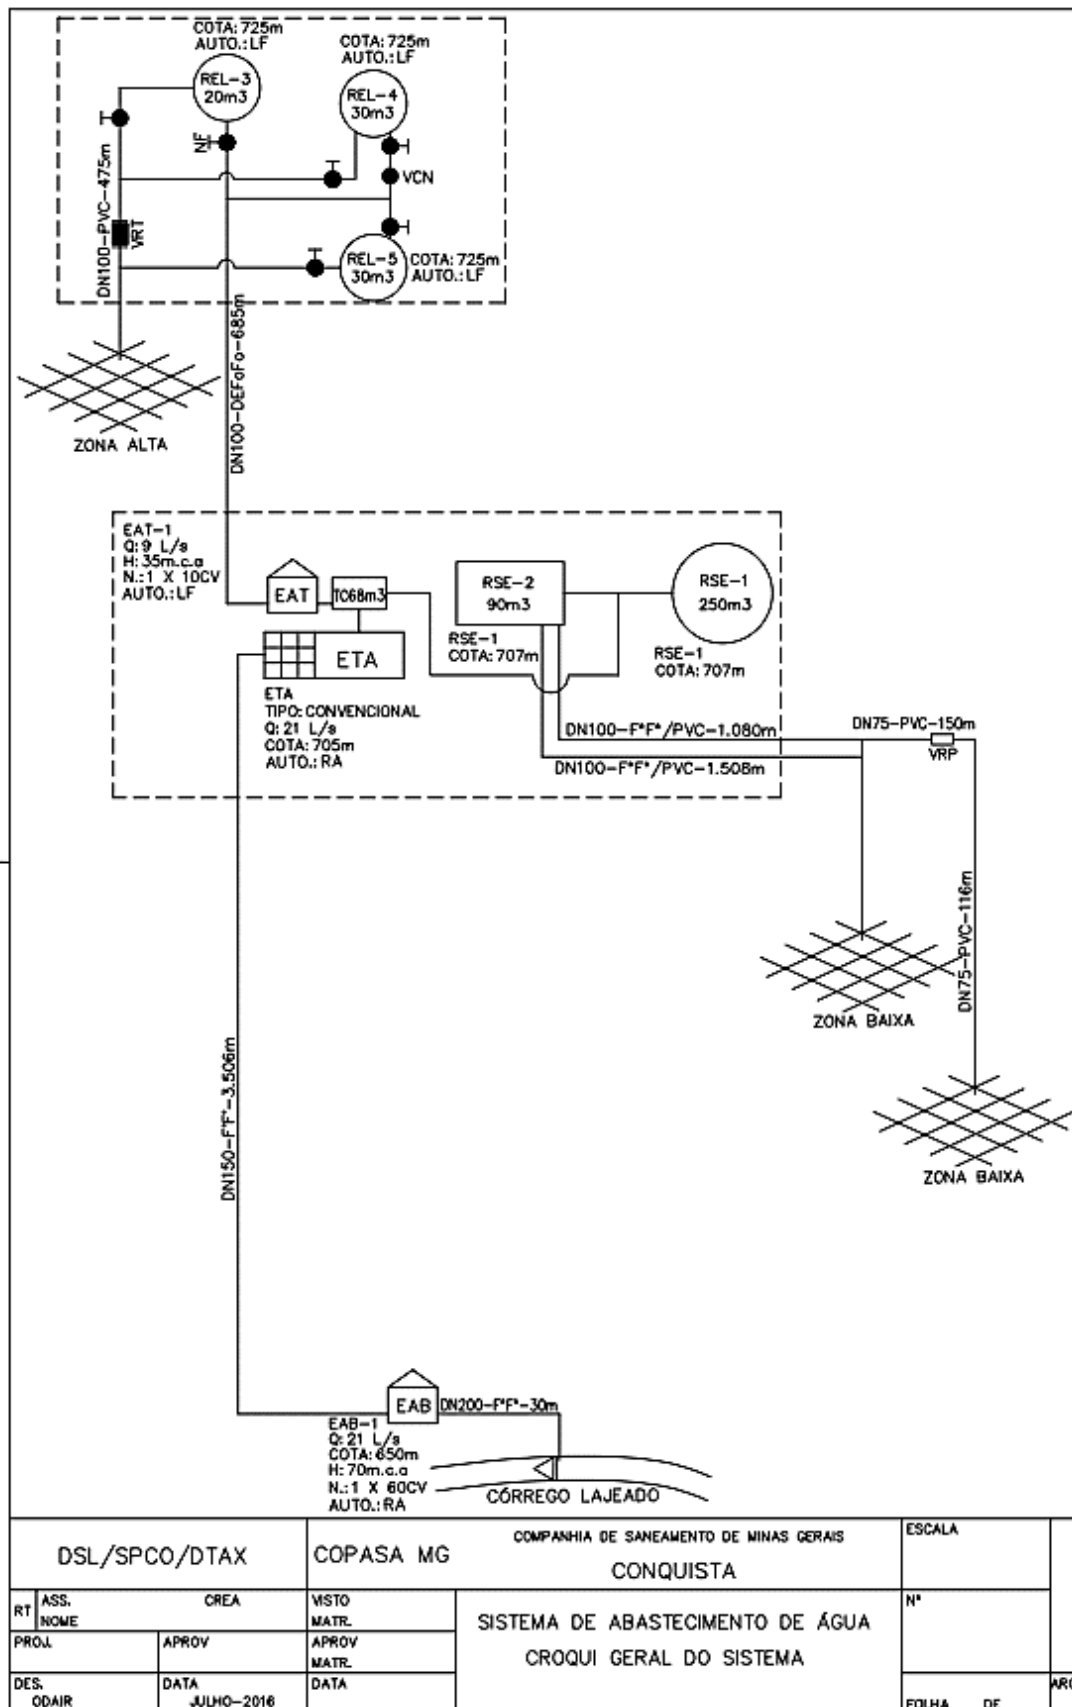 COTA: 725m
AUTO.: LF
REL-3
20m3
COTA: 725m
AUTO.: LF
REL-4
30m3
NF
VCN
DN100-PVC-475m
VRT
REL-5
30m3
COTA: 725m
AUTO.: LF
DN100-DEFoFo-685m
ZONA ALTA
EAT-1
Q: 9 L/s
H: 35m.c.a
N.: 1 X 10CV
AUTO.: LF
EAT
TC68m3
RSE-2
90m3
RSE-1
250m3
RSE-1
COTA: 707m
RSE-1
COTA: 707m
ETA
ETA
TIPO: CONVENCIONAL
Q: 21 L/s
COTA: 705m
AUTO.: RA
DN100-F°F°/PVC-1.080m
DN100-F°F°/PVC-1.508m
DN75-PVC-150m
VRP
DN75-PVC-116m
ZONA BAIXA
ZONA BAIXA
DN150-F°F°-3.506m
EAB
DN200-F°F°-30m
EAB-1
Q: 21 L/s
COTA: 650m
H: 70m.c.a
N.: 1 X 60CV
AUTO.: RA
CÓRREGO LAJEADO
DSL/SPCO/DTAX
COPASA MG
COMPANHIA DE SANEAMENTO DE MINAS GERAIS
CONQUISTA
ESCALA
RT
ASS.
CREA
NOME
VISTO
MATR.
SISTEMA DE ABASTECIMENTO DE ÁGUA
CROQUI GERAL DO SISTEMA
N°
PROJ.
APROV
APROV
MATR.
DES.
ODAIR
DATA
JULHO-2016
DATA
FOLHA DE